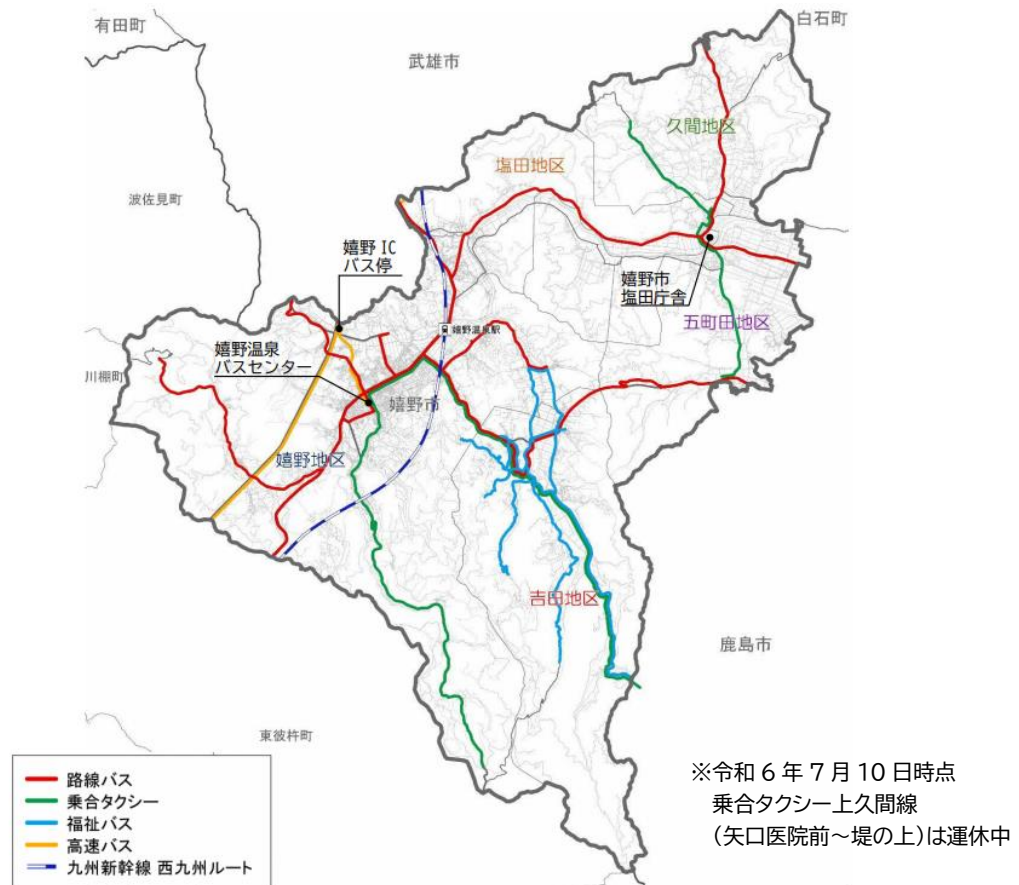 有田町
白石町
武雄市
久間地区
塩田地区
波佐見町
嬉野 IC
バス停
嬉野市
塩田庁舎
五町田地区
嬉野温泉駅
嬉野温泉
バスセンター
川棚町
嬉野市
嬉野地区
吉田地区
鹿島市
東彼杵町
路線バス
乗合タクシー
福祉バス
高速バス
九州新幹線 西九州ルート
※令和 6 年 7 月 10 日時点
乗合タクシー上久間線
(矢口医院前～堤の上)は運休中